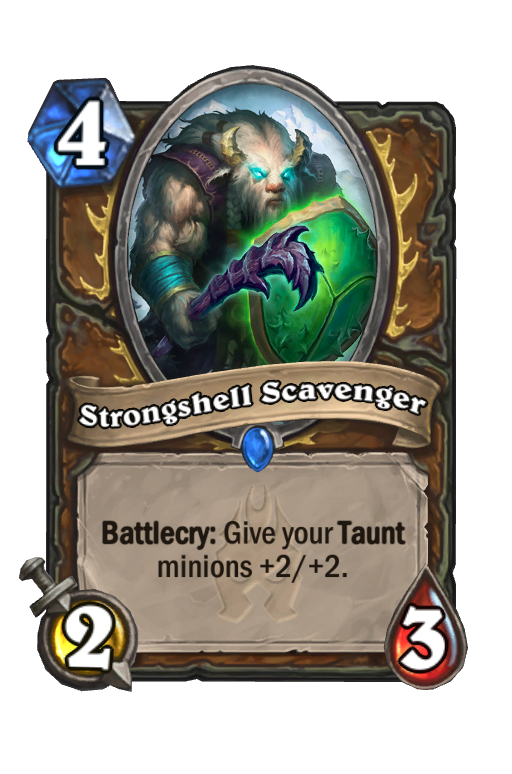 4
Strongshell Scavenger
Battlecry: Give your Taunt
minions +2/+2.
2
3